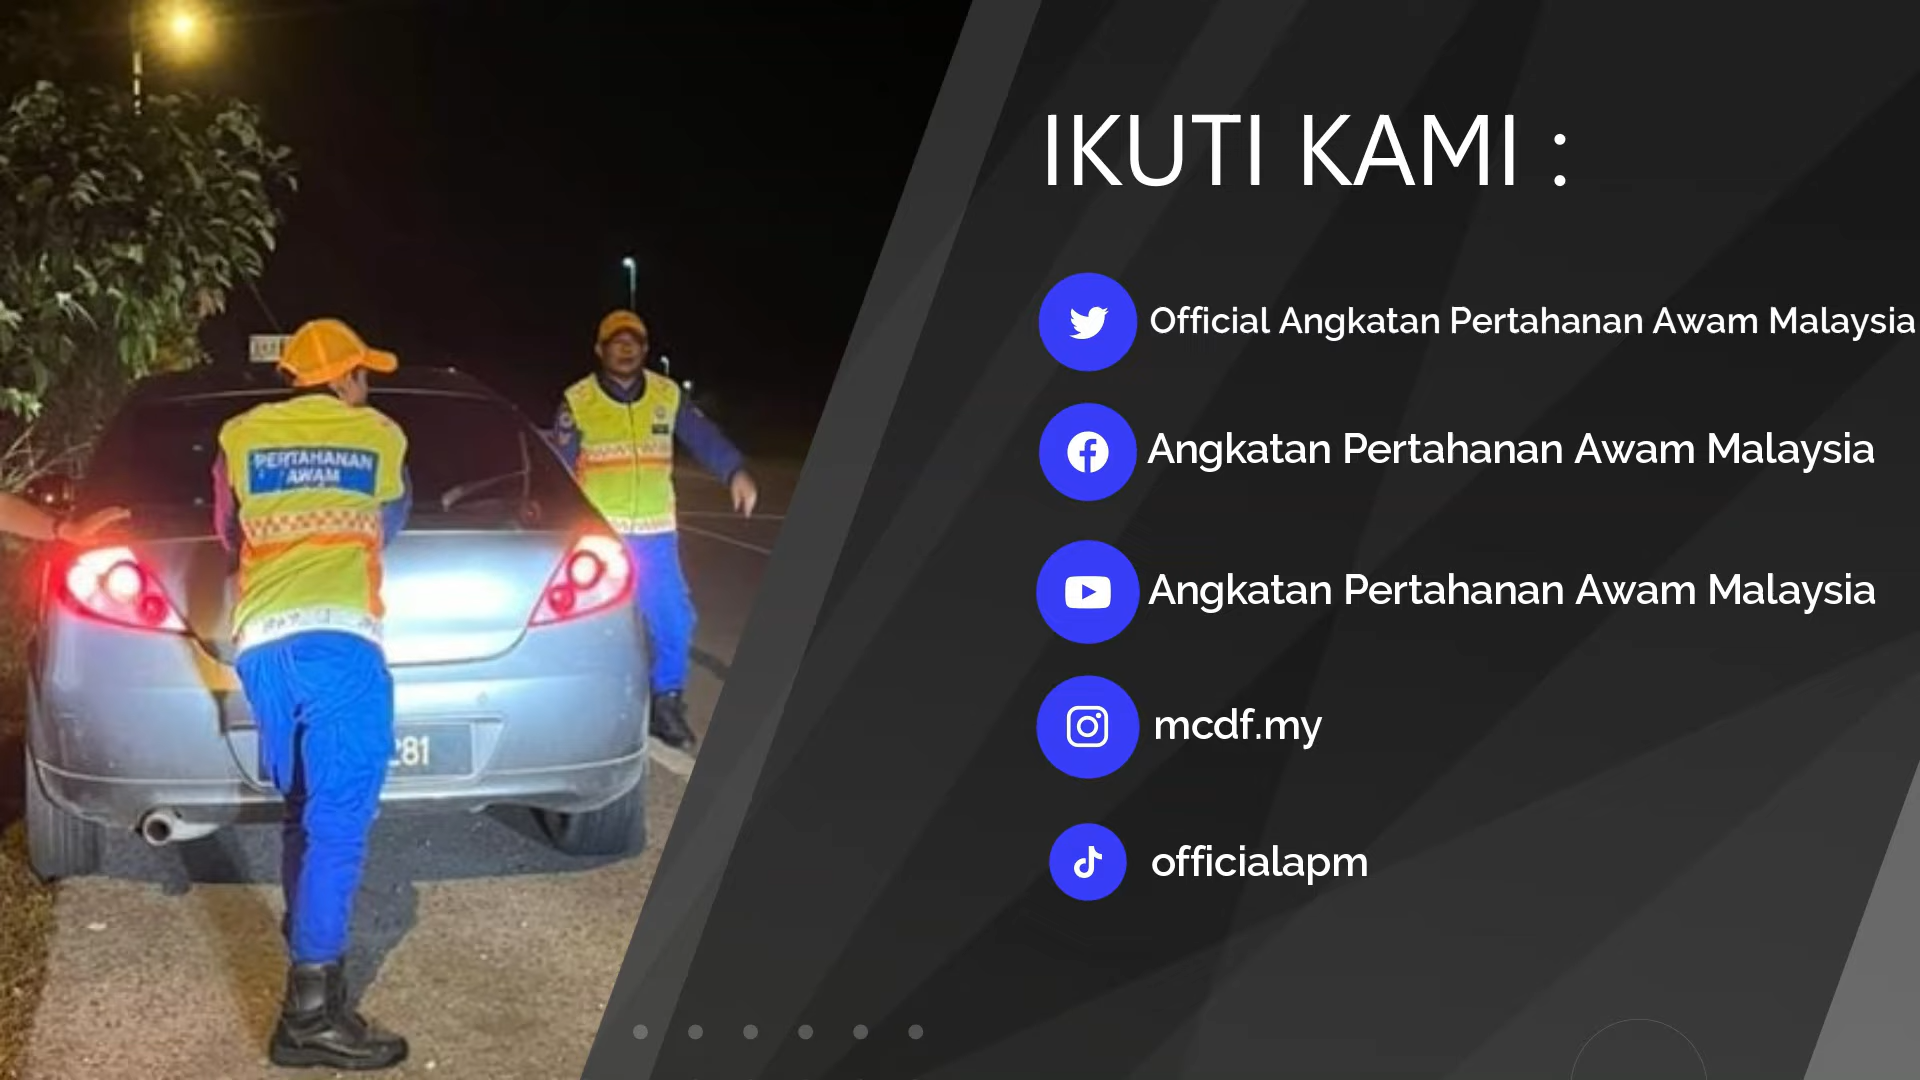 IKUTI KAMI :
Official Angkatan Pertahanan Awam Malaysia
Angkatan Pertahanan Awam Malaysia
Angkatan Pertahanan Awam Malaysia
mcdf.my
officialapm
PERTAHANAN
AWAM
281